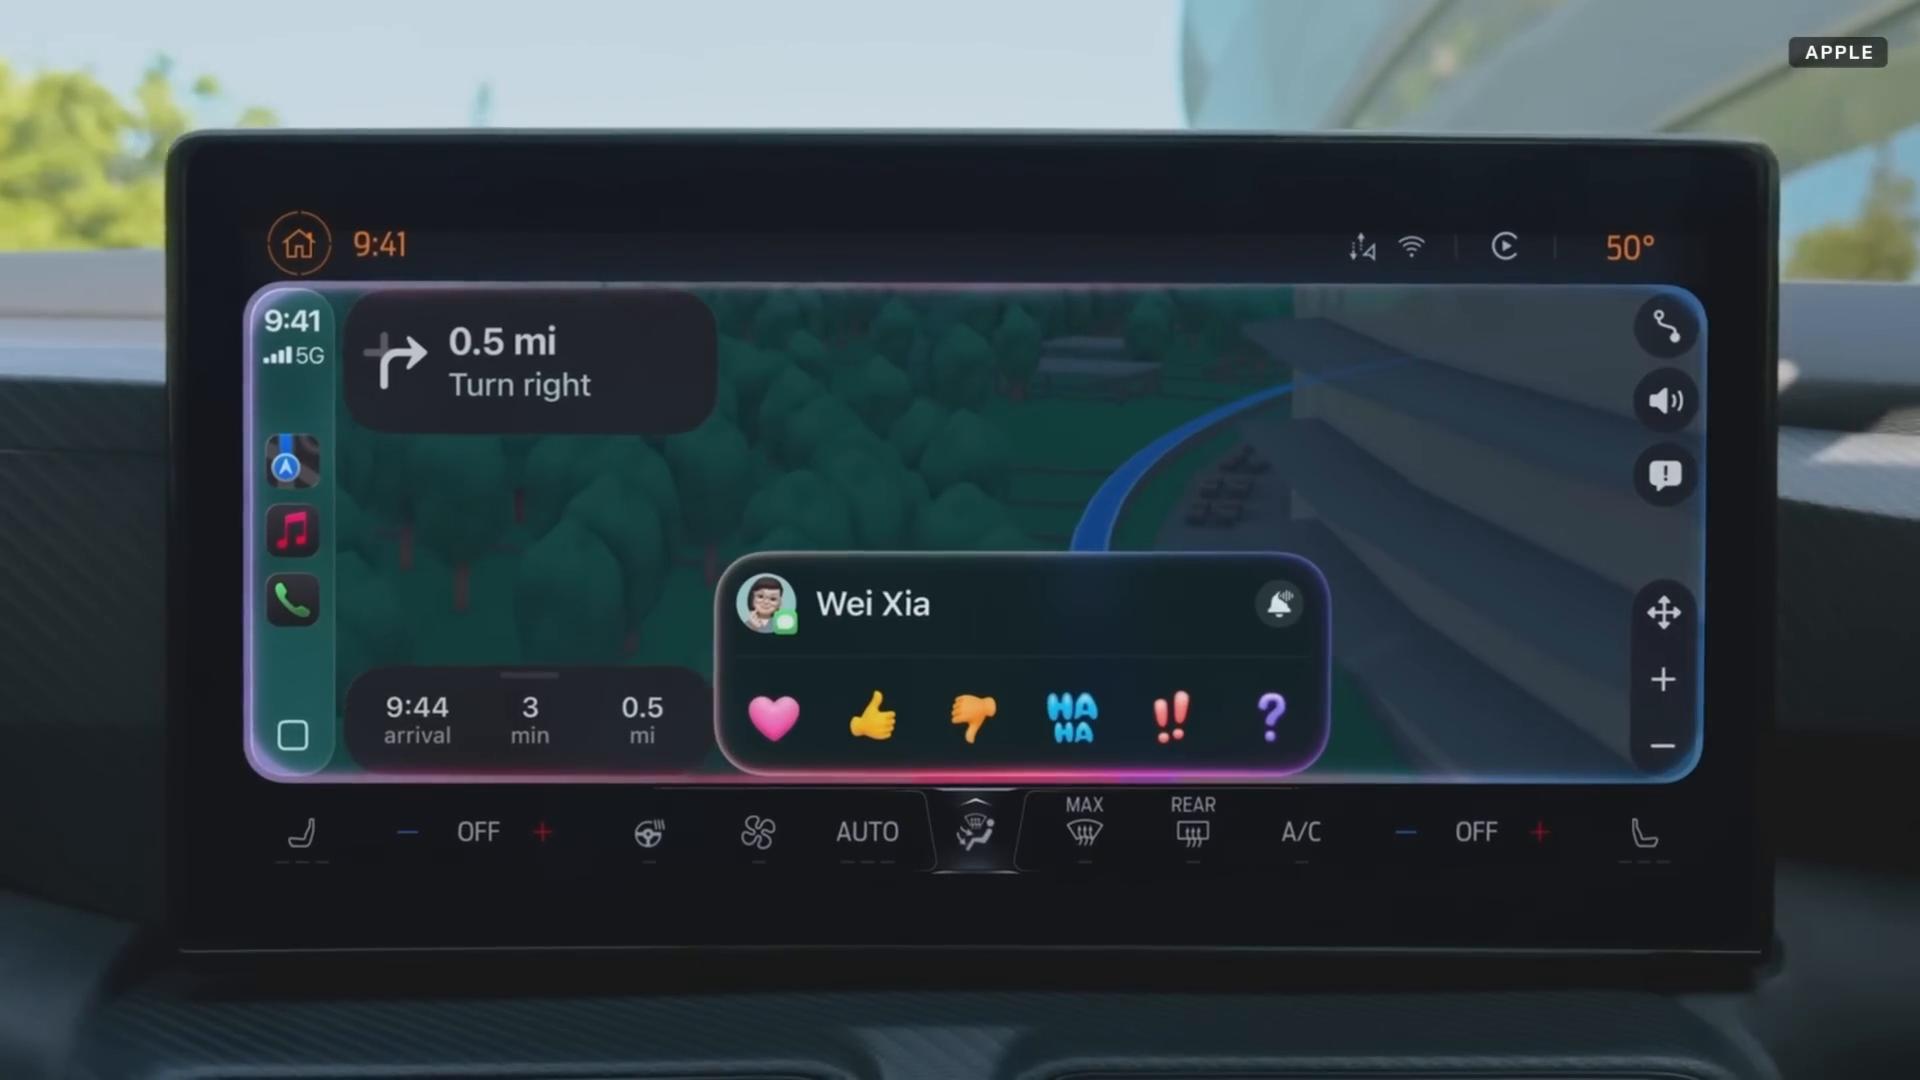 APPLE
9:41
50°
9:41
5G
0.5 mi
Turn right
Wei Xia
HA
HA
!!
?
9:44
3
0.5
arrival
min
mi
MAX
REAR
OFF
AUTO
A/C
OFF